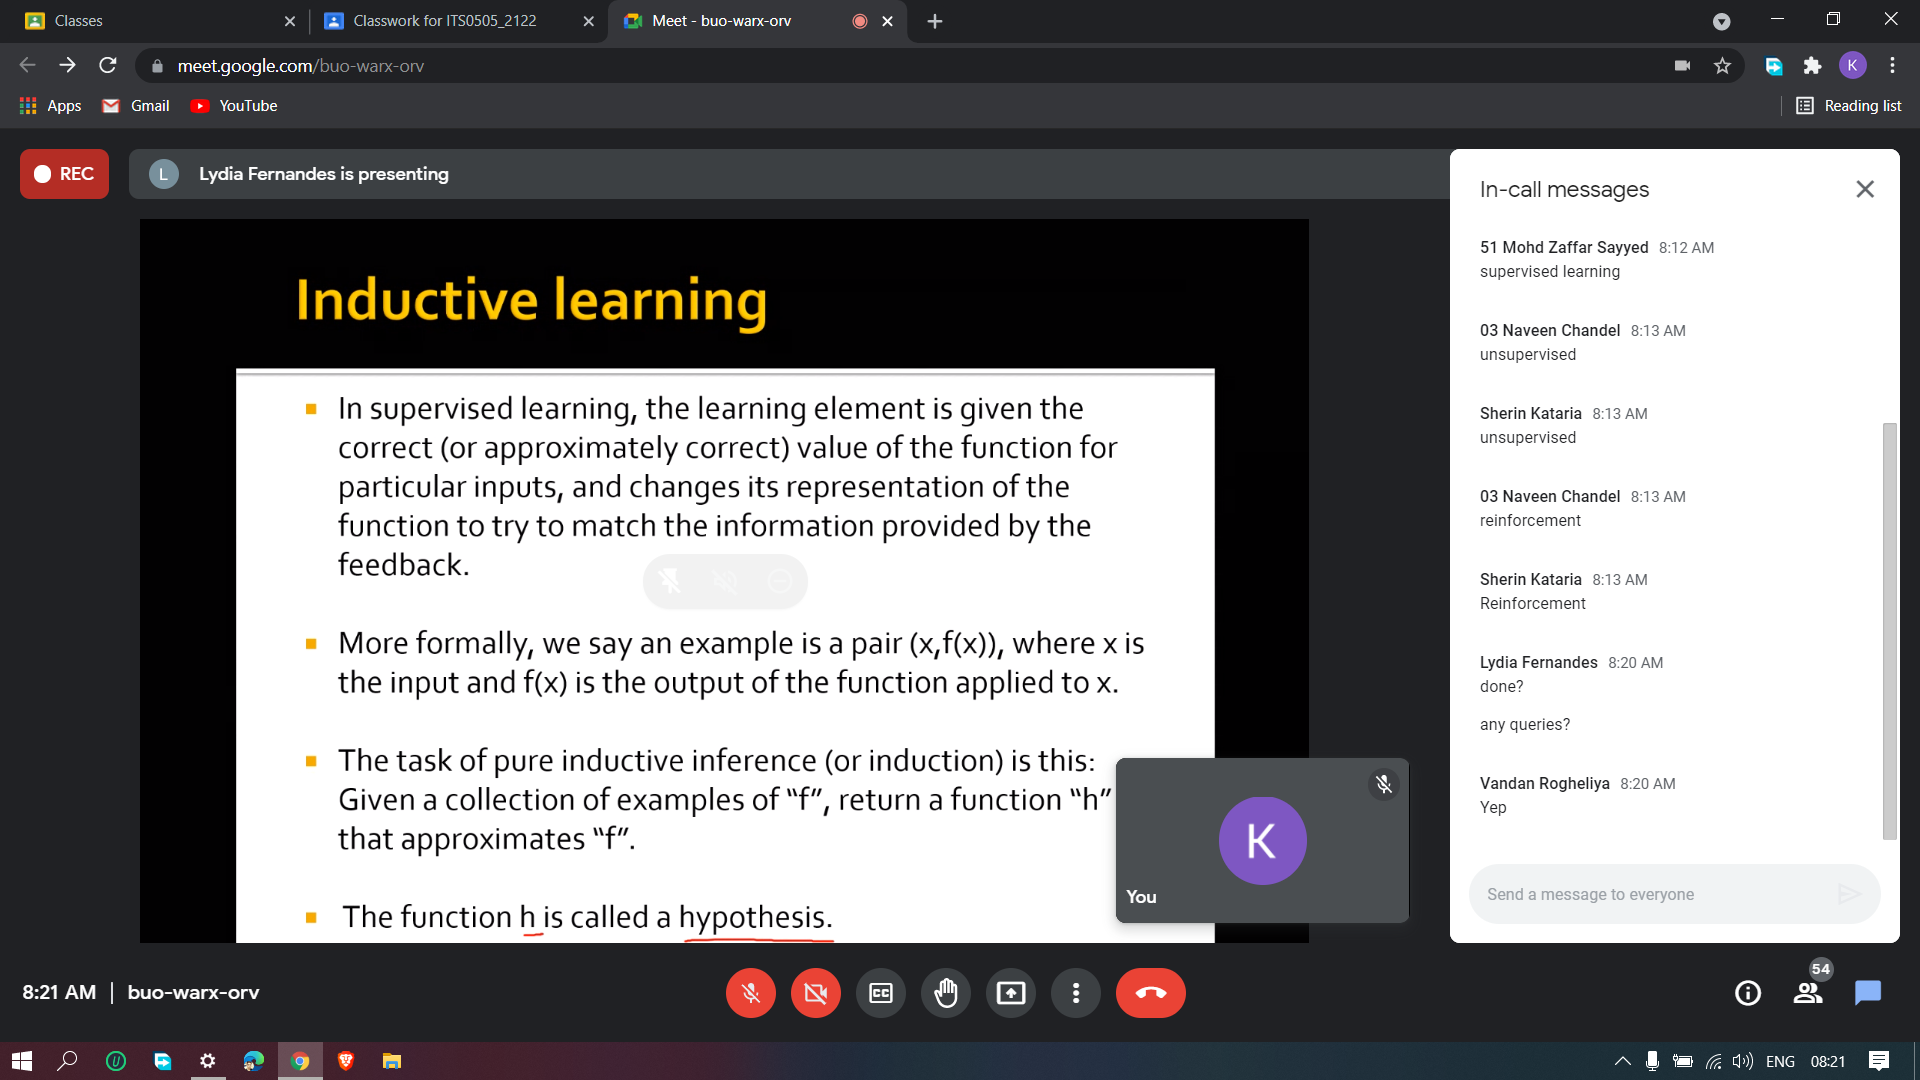 Classes
Classwork for ITS0505_2122
Meet - buo-warx-orv
meet.google.com/buo-warx-orv
K
Apps
Gmail
YouTube
Reading list
REC
L
Lydia Fernandes is presenting
Inductive learning
In supervised learning, the learning element is given the
correct (or approximately correct) value of the function for
particular inputs, and changes its representation of the
function to try to match the information provided by the
feedback.
More formally, we say an example is a pair (x,f(x)), where x is
the input and f(x) is the output of the function applied to x.
The task of pure inductive inference (or induction) is this:
Given a collection of examples of “f”, return a function “h”
that approximates “f”.
The function h is called a hypothesis.
K
You
In-call messages
51 Mohd Zaffar Sayyed 8:12 AM
supervised learning
03 Naveen Chandel 8:13 AM
unsupervised
Sherin Kataria 8:13 AM
unsupervised
03 Naveen Chandel 8:13 AM
reinforcement
Sherin Kataria 8:13 AM
Reinforcement
Lydia Fernandes 8:20 AM
done?
any queries?
Vandan Rogheliya 8:20 AM
Yep
Send a message to everyone
8:21 AM | buo-warx-orv
CC
54
U
ENG
08:21